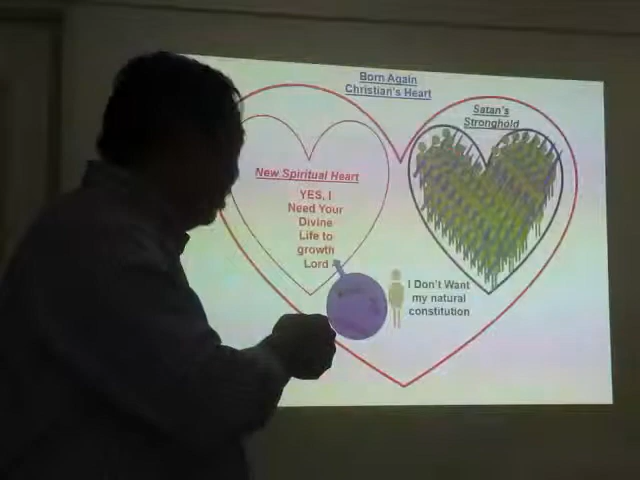 Born Again
Christian's Heart
Satan's
Stronghold
New Spiritual Heart
YES, I
Need Your
Divine
Life to
growth
Lord
I Don't Want
my natural
constitution